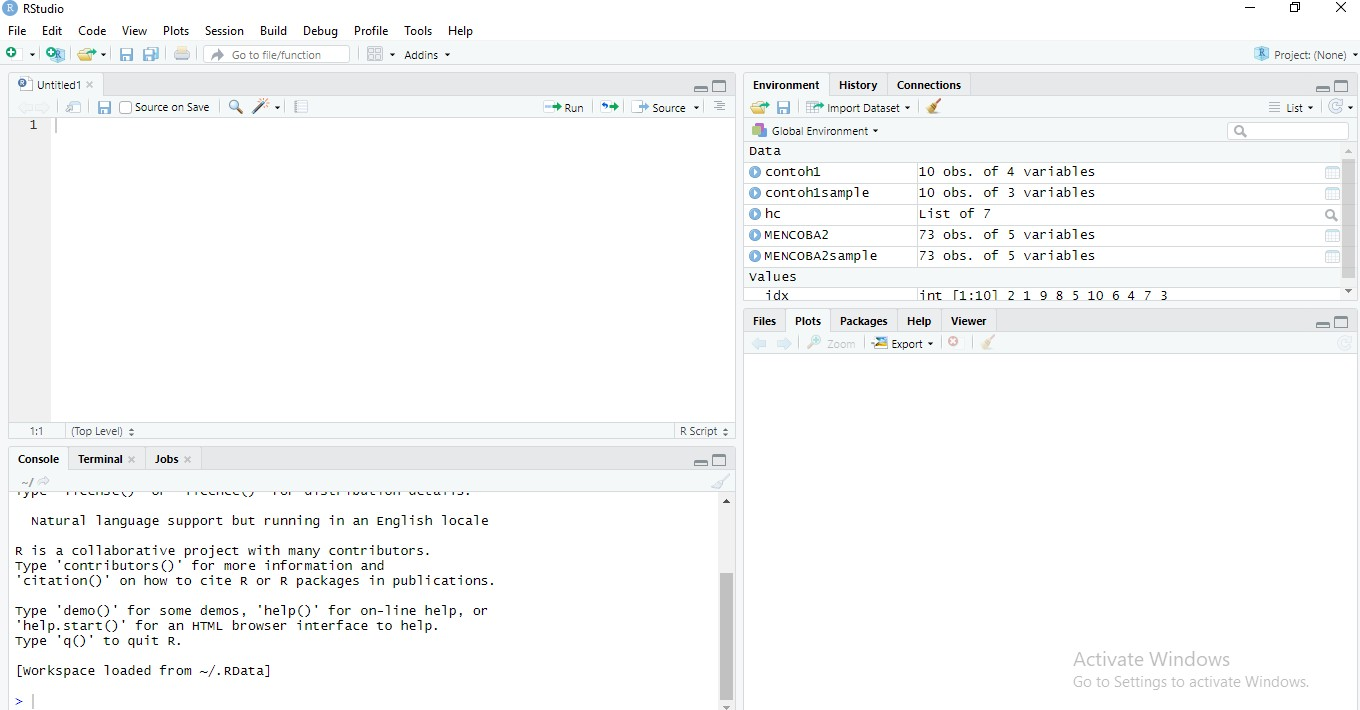 RStudio
File Edit Code View Plots Session Build Debug Profile Tools Help
Go to file/function Addins Project: (None)
Untitled1
Source on Save Run Source
1
1:1 (Top Level) R Script
Console Terminal Jobs
~/
Type 'license()' or 'licence()' for distribution details.
Natural language support but running in an English locale
R is a collaborative project with many contributors.
Type 'contributors()' for more information and
'citation()' on how to cite R or R packages in publications.
Type 'demo()' for some demos, 'help()' for on-line help, or
'help.start()' for an HTML browser interface to help.
Type 'q()' to quit R.
[Workspace loaded from ~/.RData]
>
Environment History Connections
Import Dataset List
Global Environment
Data
contoh1 10 obs. of 4 variables
contoh1sample 10 obs. of 3 variables
hc List of 7
MENCOBA2 73 obs. of 5 variables
MENCOBA2sample 73 obs. of 5 variables
Values
idx int [1:10] 2 1 9 8 5 10 6 4 7 3
Files Plots Packages Help Viewer
Zoom Export
Activate Windows
Go to Settings to activate Windows.